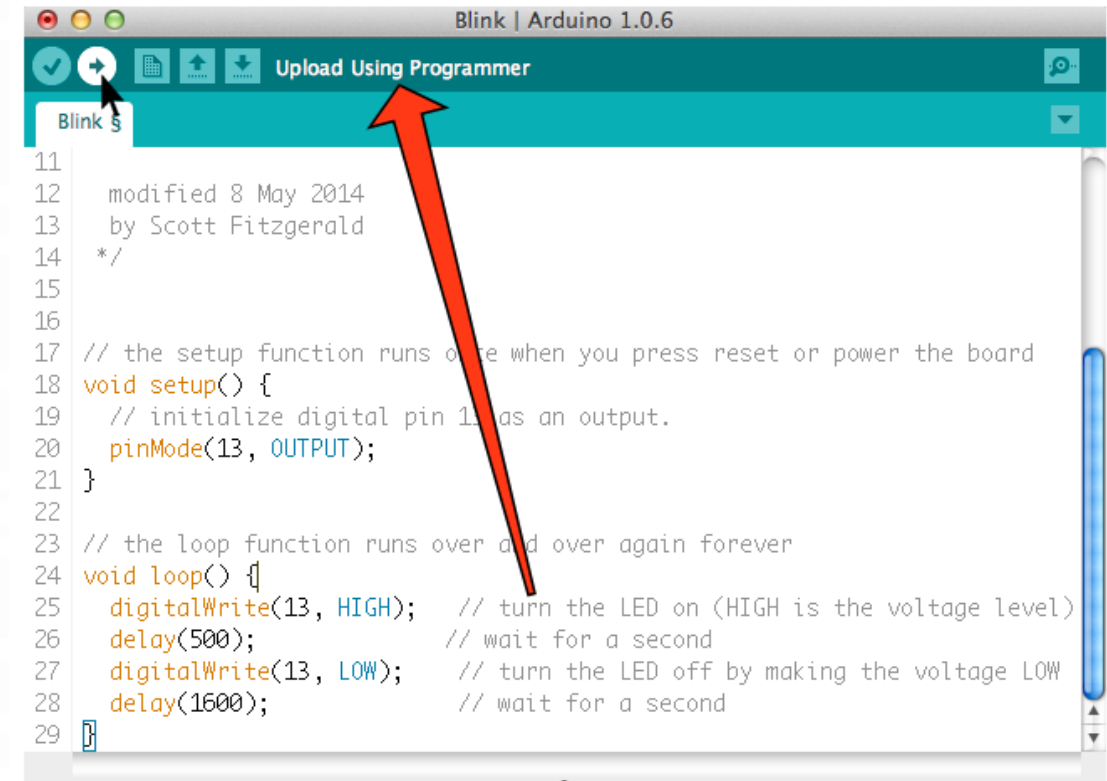 Blink | Arduino 1.0.6
Upload Using Programmer
Blink §
11
12 modified 8 May 2014
13 by Scott Fitzgerald
14 */
15
16
17 // the setup function runs once when you press reset or power the board
18 void setup() {
19 // initialize digital pin 13 as an output.
20 pinMode(13, OUTPUT);
21 }
22
23 // the loop function runs over and over again forever
24 void loop() {
25 digitalWrite(13, HIGH); // turn the LED on (HIGH is the voltage level)
26 delay(500); // wait for a second
27 digitalWrite(13, LOW); // turn the LED off by making the voltage LOW
28 delay(1600); // wait for a second
29 }